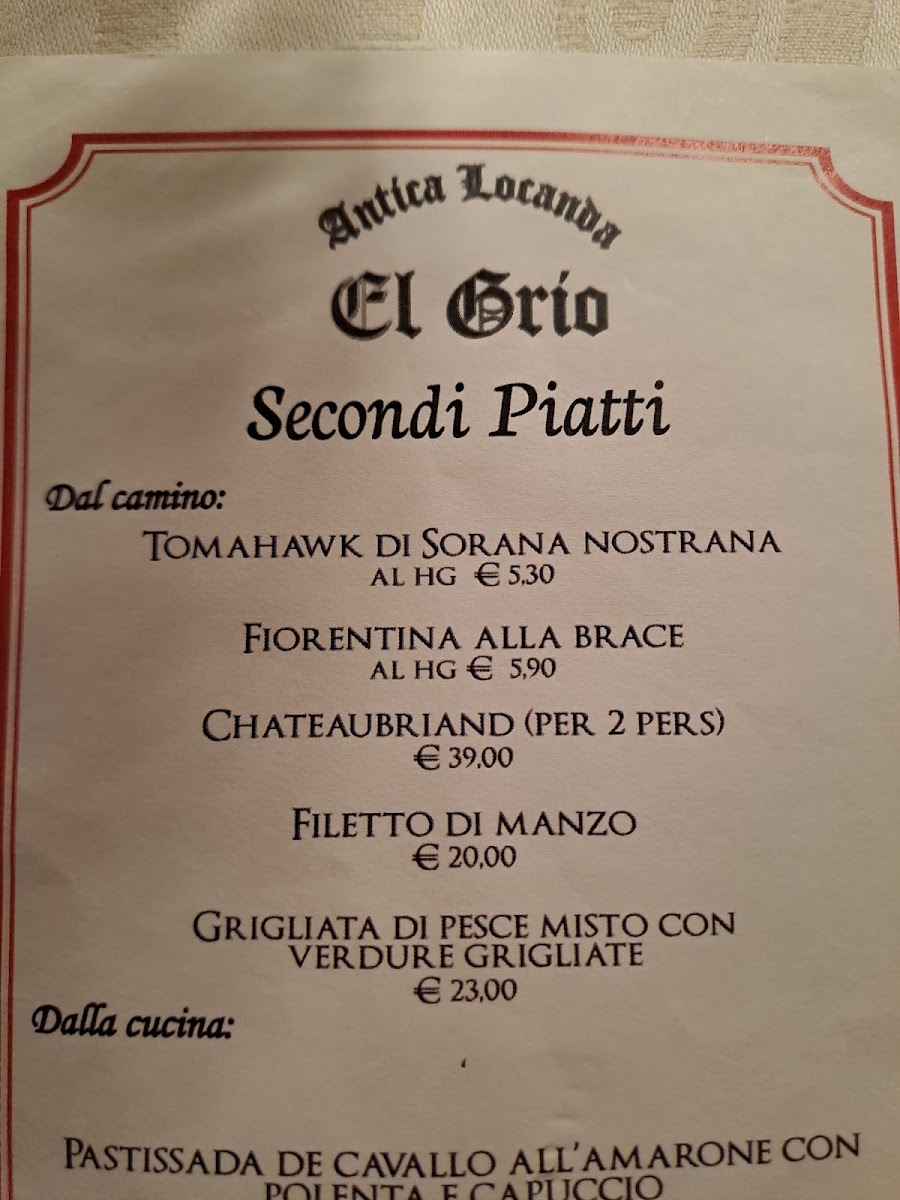 Antica Locanda
El Grio
Secondi Piatti
Dal camino:
TOMAHAWK DI SORANA NOSTRANA
AL HG € 5,30
FIORENTINA ALLA BRACE
AL HG € 5,90
CHATEAUBRIAND (PER 2 PERS)
€ 39,00
FILETTO DI MANZO
€ 20,00
GRIGLIATA DI PESCE MISTO CON
VERDURE GRIGLIATE
€ 23,00
Dalla cucina:
PASTISSADA DE CAVALLO ALL'AMARONE CON
POLENTA E CAPUCCIO